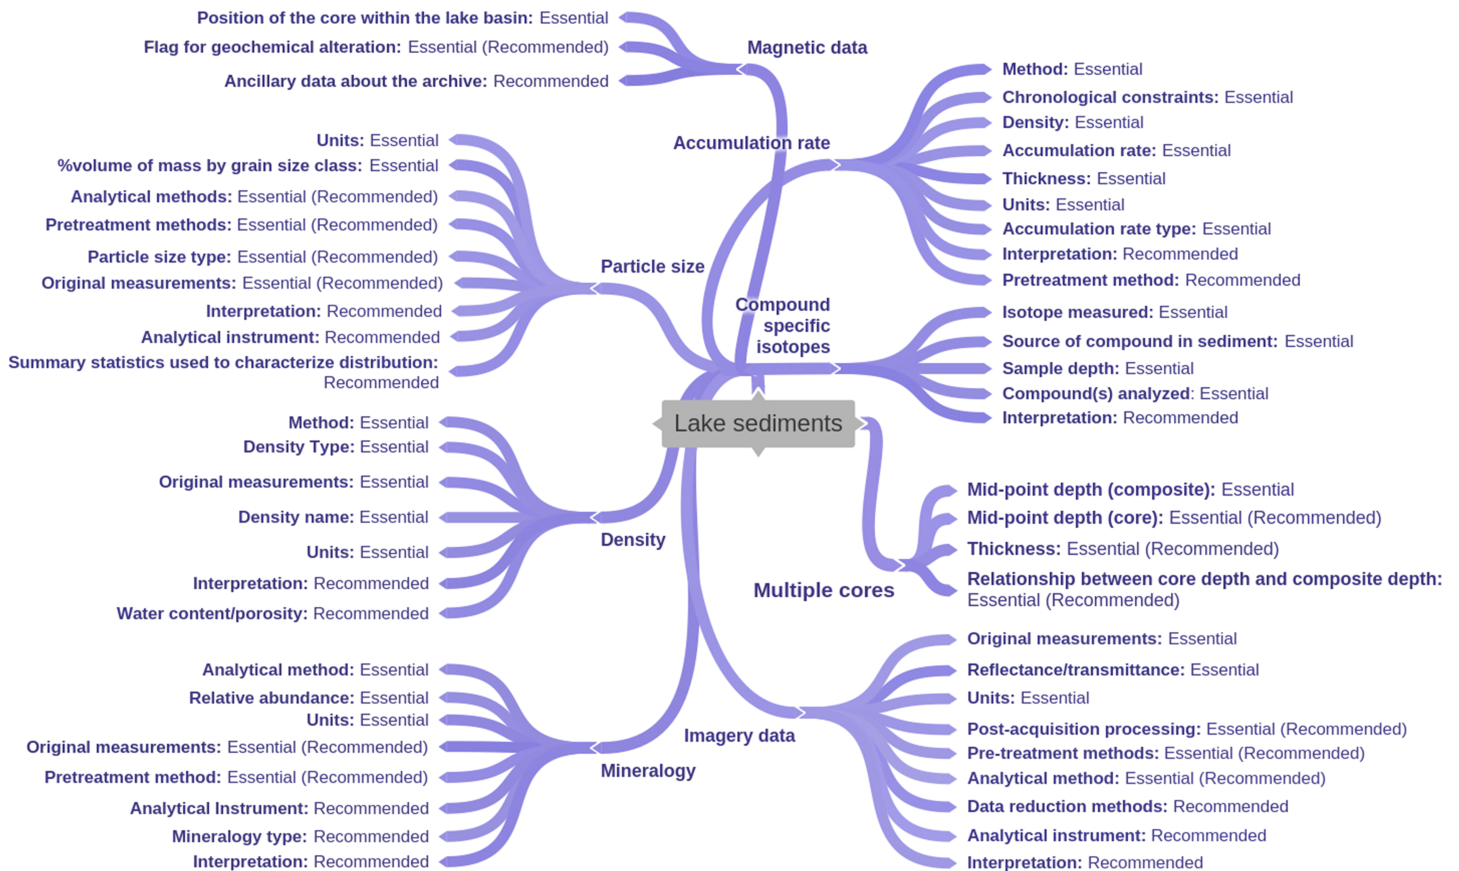 Position of the core within the lake basin: Essential
Flag for geochemical alteration: Essential (Recommended)
Ancillary data about the archive: Recommended
Magnetic data
Units: Essential
%volume of mass by grain size class: Essential
Analytical methods: Essential (Recommended)
Pretreatment methods: Essential (Recommended)
Particle size type: Essential (Recommended)
Original measurements: Essential (Recommended)
Interpretation: Recommended
Analytical instrument: Recommended
Summary statistics used to characterize distribution:
Recommended
Particle size
Method: Essential
Density Type: Essential
Original measurements: Essential
Density name: Essential
Units: Essential
Interpretation: Recommended
Water content/porosity: Recommended
Density
Analytical method: Essential
Relative abundance: Essential
Units: Essential
Original measurements: Essential (Recommended)
Pretreatment method: Essential (Recommended)
Analytical Instrument: Recommended
Mineralogy type: Recommended
Interpretation: Recommended
Mineralogy
Lake sediments
Accumulation rate
Method: Essential
Chronological constraints: Essential
Density: Essential
Accumulation rate: Essential
Thickness: Essential
Units: Essential
Accumulation rate type: Essential
Interpretation: Recommended
Pretreatment method: Recommended
Compound
specific
isotopes
Isotope measured: Essential
Source of compound in sediment: Essential
Sample depth: Essential
Compound(s) analyzed: Essential
Interpretation: Recommended
Multiple cores
Mid-point depth (composite): Essential
Mid-point depth (core): Essential (Recommended)
Thickness: Essential (Recommended)
Relationship between core depth and composite depth:
Essential (Recommended)
Imagery data
Original measurements: Essential
Reflectance/transmittance: Essential
Units: Essential
Post-acquisition processing: Essential (Recommended)
Pre-treatment methods: Essential (Recommended)
Analytical method: Essential (Recommended)
Data reduction methods: Recommended
Analytical instrument: Recommended
Interpretation: Recommended